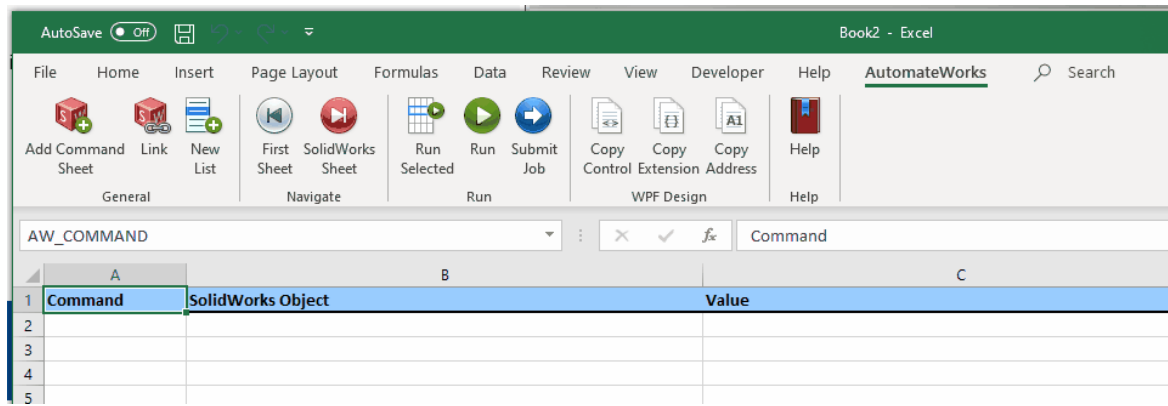 AutoSave Off Book2 - Excel
File Home Insert Page Layout Formulas Data Review View Developer Help AutomateWorks Search
Add Command Link New First SolidWorks Run Run Submit Copy Copy Copy Help
Sheet List Sheet Sheet Selected Job Control Extension Address
General Navigate Run WPF Design Help
AW_COMMAND fx Command
A B C
1 Command SolidWorks Object Value
2
3
4
5